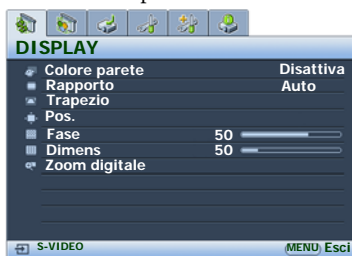 DISPLAY
Colore parete Disattiva
Rapporto Auto
Trapezio
Pos.
Fase 50
Dimens 50
Zoom digitale
S-VIDEO MENU Esci